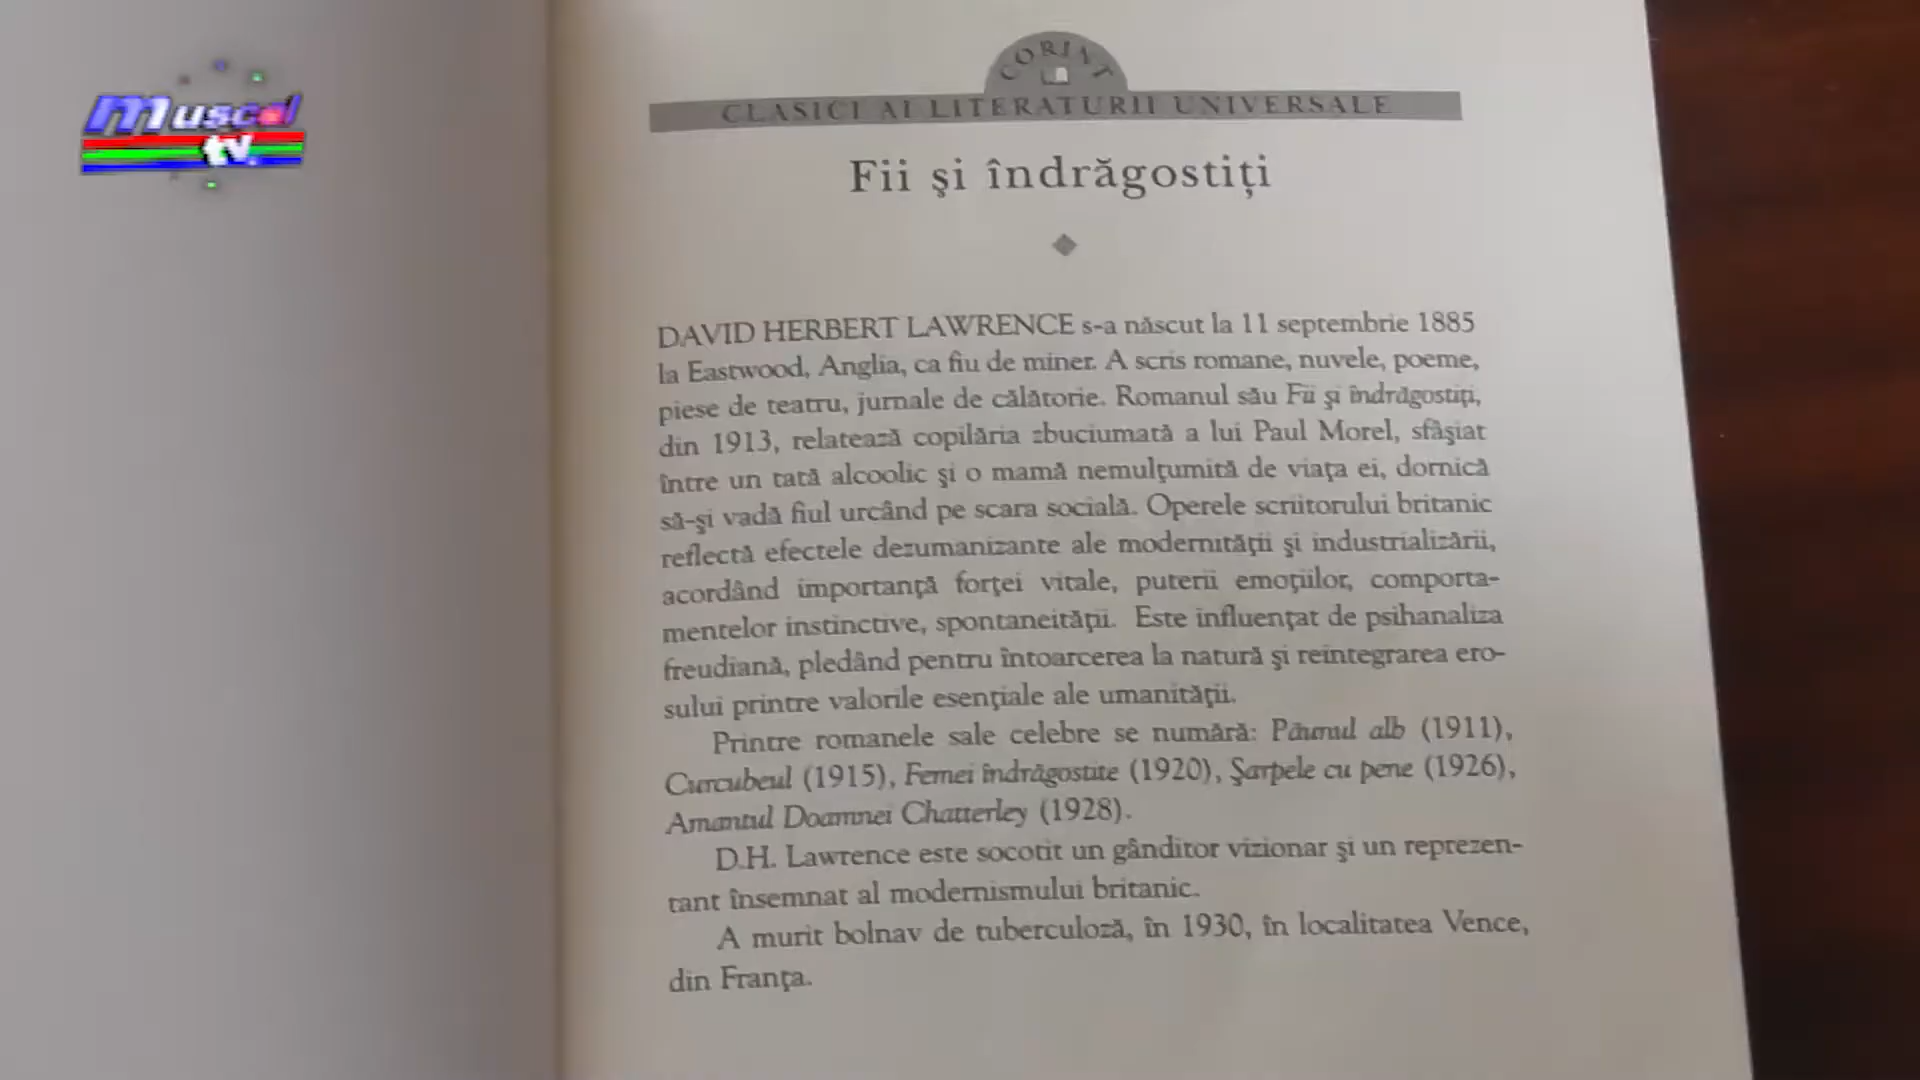 Muscel
tv.
CORINT
CLASICI AI LITERATURII UNIVERSALE
Fii şi îndrăgostiţi
DAVID HERBERT LAWRENCE s-a născut la 11 septembrie 1885
la Eastwood, Anglia, ca fiu de miner. A scris romane, nuvele, poeme,
piese de teatru, jurnale de călătorie. Romanul său Fii şi îndrăgostiţi,
din 1913, relatează copilăria zbuciumată a lui Paul Morel, sfâşiat
între un tată alcoolic şi o mamă nemulţumită de viaţa ei, dornică
să-şi vadă fiul urcând pe scara socială. Operele scriitorului britanic
reflectă efectele dezumanizante ale modernităţii şi industrializării,
acordând importanţă forţei vitale, puterii emoţiilor, comporta-
mentelor instinctive, spontaneităţii. Este influenţat de psihanaliza
freudiană, pledând pentru întoarcerea la natură şi reintegrarea ero-
sului printre valorile esenţiale ale umanităţii.
Printre romanele sale celebre se numără: Păunul alb (1911),
Curcubeul (1915), Femei îndrăgostite (1920), Şarpele cu pene (1926),
Amantul Doamnei Chatterley (1928).
D.H. Lawrence este socotit un gânditor vizionar şi un reprezen-
tant însemnat al modernismului britanic.
A murit bolnav de tuberculoză, în 1930, în localitatea Vence,
din Franţa.